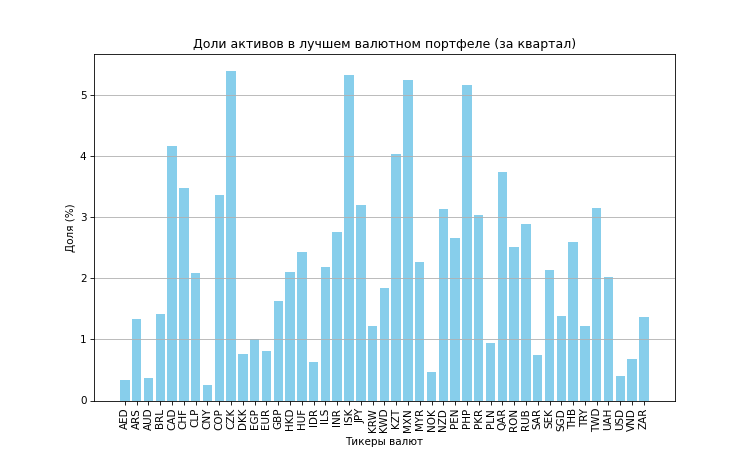 Доли активов в лучшем валютном портфеле (за квартал)
Доля (%)
5
4
3
2
1
0
AED ARS AUD BRL CAD CHF CLP CNY COP CZK DKK EGP EUR GBP HKD HUF IDR ILS INR ISK JPY KRW KWD KZT MXN MYR NOK NZD PEN PHP PKR PLN QAR RON RUB SAR SEK SGD THB TRY TWD UAH USD VND ZAR
Тикеры валют